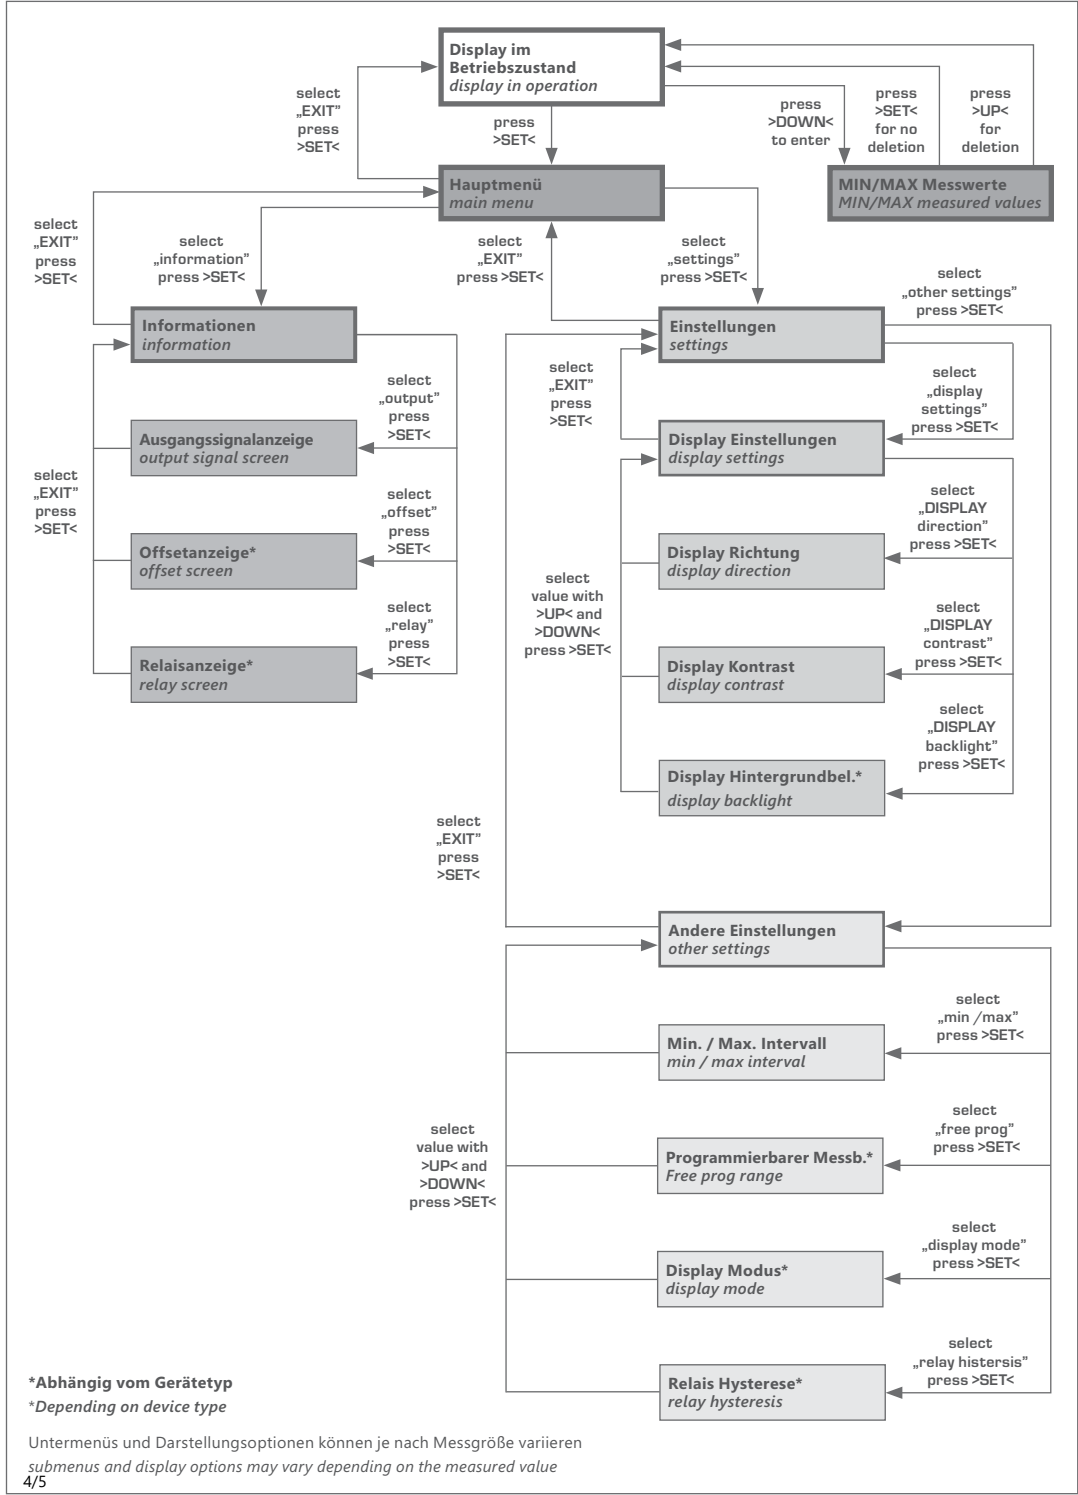 Display im
Betriebszustand
display in operation
select
„EXIT”
press
>SET<
press
>SET<
press
>DOWN<
to enter
press
>SET<
for no
deletion
press
>UP<
for
deletion
Hauptmenü
main menu
MIN/MAX Messwerte
MIN/MAX measured values
select
„EXIT”
press
>SET<
select
„information”
press >SET<
select
„EXIT”
press >SET<
select
„settings”
press >SET<
select
„other settings”
press >SET<
Informationen
information
Einstellungen
settings
select
„output”
press
>SET<
select
„EXIT”
press
>SET<
select
„display
settings”
press >SET<
Ausgangssignalanzeige
output signal screen
Display Einstellungen
display settings
select
„EXIT”
press
>SET<
select
„offset”
press
>SET<
select
„DISPLAY
direction”
press >SET<
Offsetanzeige*
offset screen
Display Richtung
display direction
select
value with
>UP< and
>DOWN<
press >SET<
select
„relay”
press
>SET<
select
„DISPLAY
contrast”
press >SET<
Relaisanzeige*
relay screen
Display Kontrast
display contrast
select
„DISPLAY
backlight”
press >SET<
Display Hintergrundbel.*
display backlight
select
„EXIT”
press
>SET<
Andere Einstellungen
other settings
select
„min /max”
press >SET<
Min. / Max. Intervall
min / max interval
select
„free prog”
press >SET<
select
value with
>UP< and
>DOWN<
press >SET<
Programmierbarer Messb.*
Free prog range
select
„display mode”
press >SET<
Display Modus*
display mode
select
„relay histersis”
press >SET<
Relais Hysterese*
relay hysteresis
*Abhängig vom Gerätetyp
*Depending on device type
Untermenüs und Darstellungsoptionen können je nach Messgröße variieren
submenus and display options may vary depending on the measured value
4/5